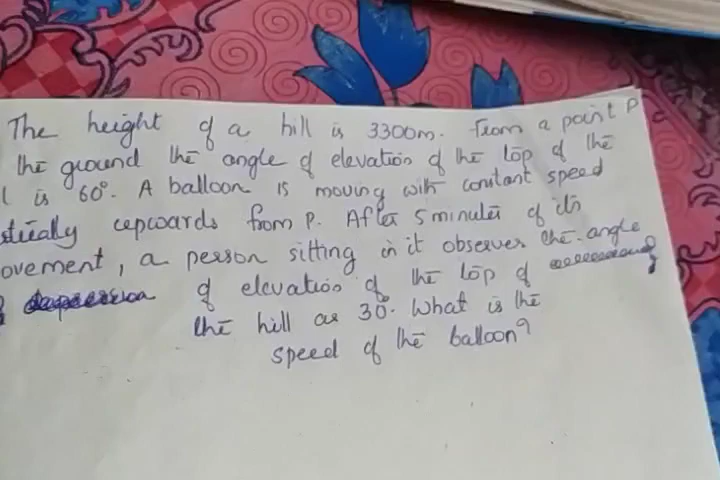 The height of a hill is 3300m. From a point P
the ground the angle of elevation of the top of the
is 60°. A balloon is moving with constant speed
upwards from P. After 5 minutes of its
ovement, a person sitting in it observes the angle
of elevation of the top of
the hill as 30°. What is the
speed of the balloon?